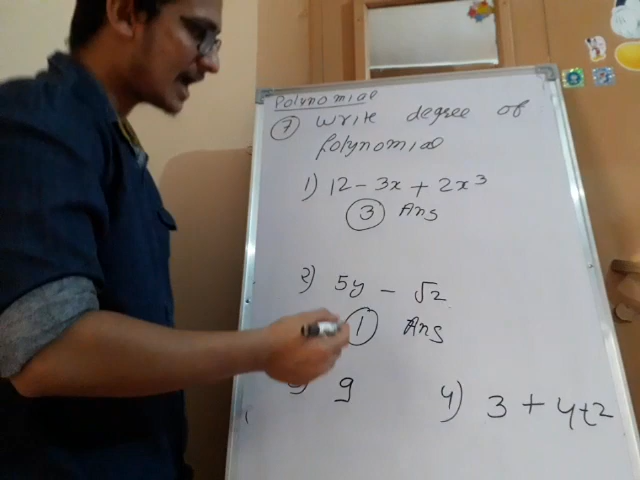 Polynomial
7 Write degree of
Polynomial
1) 12 - 3x + 2x³
3 Ans
2) 5y - √2
1 Ans
3) 9
4) 3 + 4t2